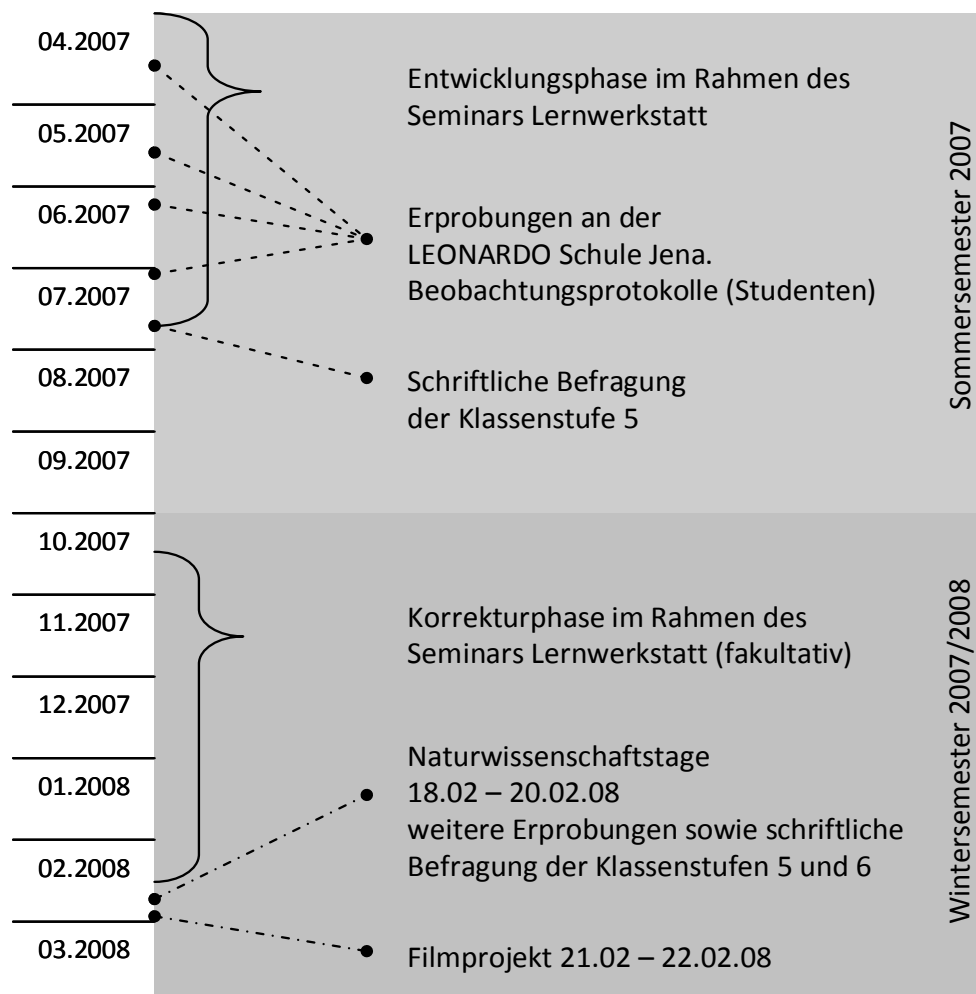 04.2007
05.2007
06.2007
07.2007
08.2007
09.2007
10.2007
11.2007
12.2007
01.2008
02.2008
03.2008
Entwicklungsphase im Rahmen des
Seminars Lernwerkstatt
Erprobungen an der
LEONARDO Schule Jena.
Beobachtungsprotokolle (Studenten)
Schriftliche Befragung
der Klassenstufe 5
Sommersemester 2007
Korrekturphase im Rahmen des
Seminars Lernwerkstatt (fakultativ)
Naturwissenschaftstage
18.02 – 20.02.08
weitere Erprobungen sowie schriftliche
Befragung der Klassenstufen 5 und 6
Filmprojekt 21.02 – 22.02.08
Wintersemester 2007/2008